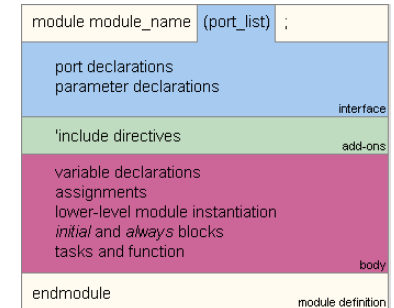 module module_name (port_list) ;
port declarations
parameter declarations
interface
'include directives
add-ons
variable declarations
assignments
lower-level module instantiation
initial and always blocks
tasks and function
body
endmodule
module definition